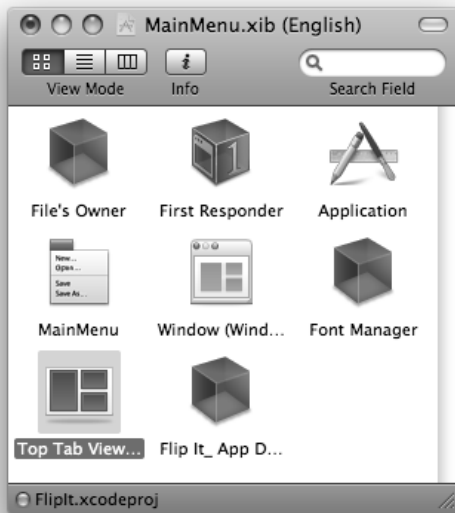 MainMenu.xib (English)
View Mode
Info
Search Field
File's Owner
First Responder
Application
1
New...
Open...
Save
Save As...
MainMenu
Window (Wind...
Font Manager
Top Tab View...
Flip It_ App D...
FlipIt.xcodeproj